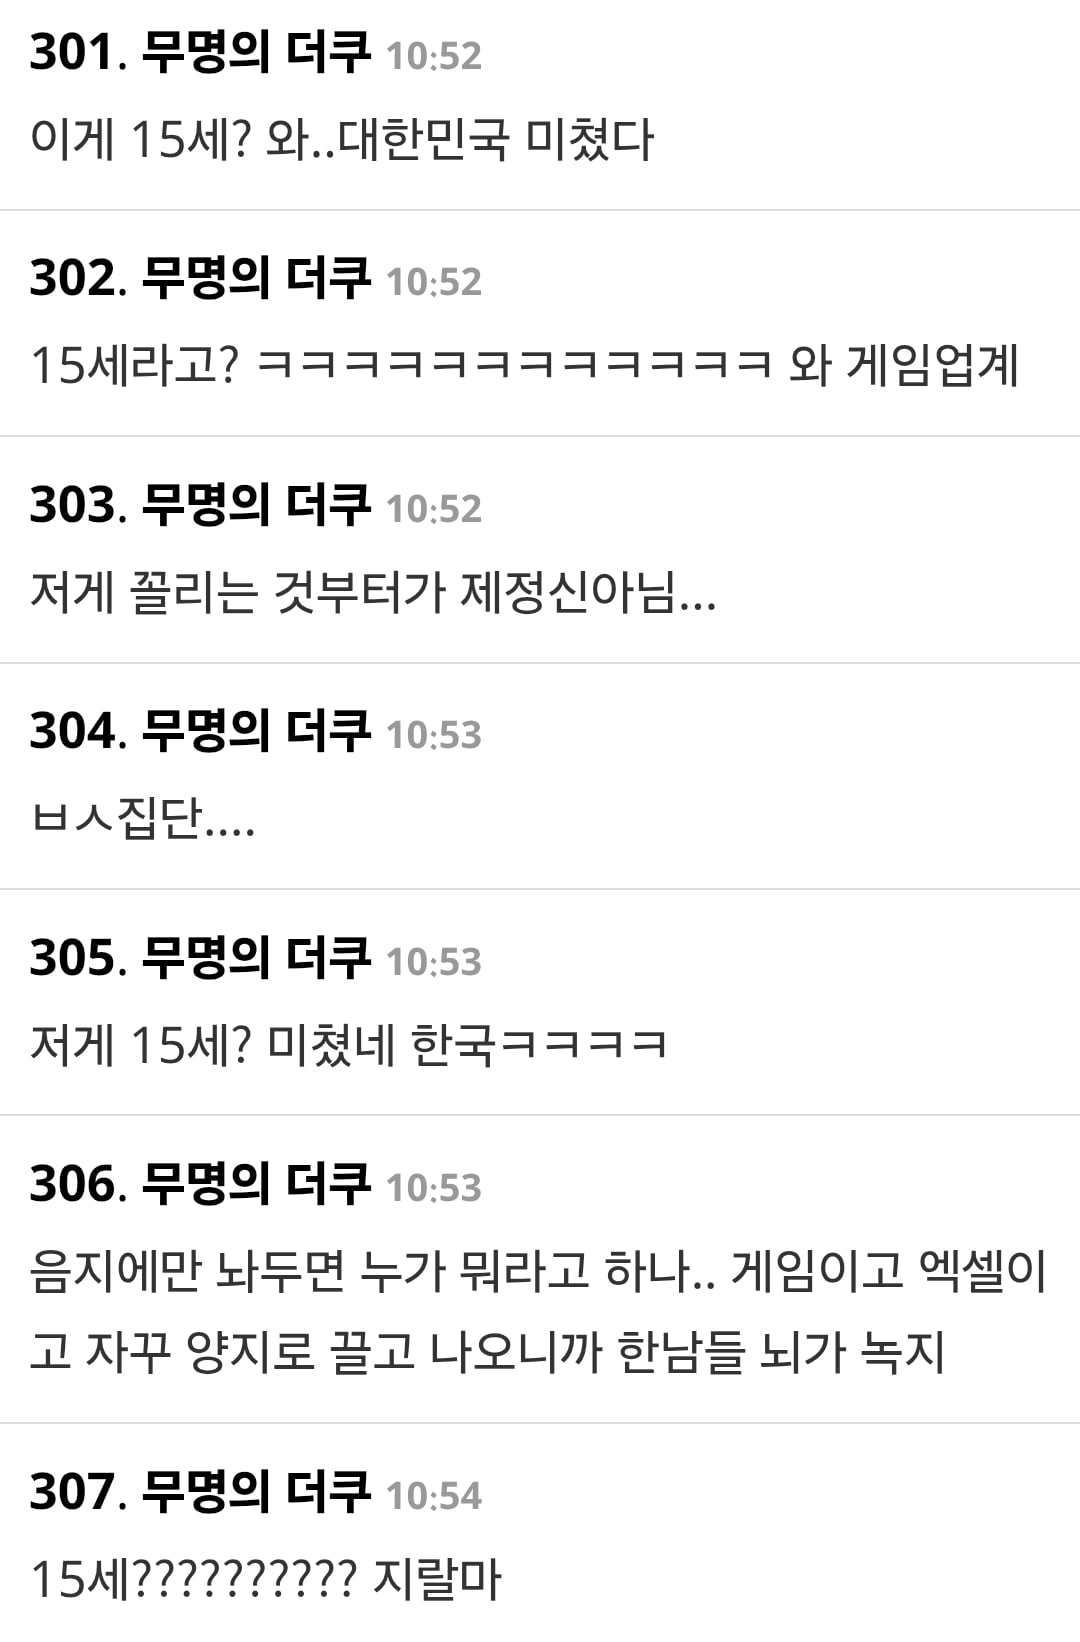 301. 무명의 더쿠 10:52
이게 15세? 와..대한민국 미쳤다
302. 무명의 더쿠 10:52
15세라고? ㅋㅋㅋㅋㅋㅋㅋㅋㅋㅋㅋㅋ 와 게임업계
303. 무명의 더쿠 10:52
저게 꼴리는 것부터가 제정신아님...
304. 무명의 더쿠 10:53
ㅂㅅ집단....
305. 무명의 더쿠 10:53
저게 15세? 미쳤네 한국ㅋㅋㅋㅋ
306. 무명의 더쿠 10:53
음지에만 놔두면 누가 뭐라고 하나.. 게임이고 엑셀이
고 자꾸 양지로 끌고 나오니까 한남들 뇌가 녹지
307. 무명의 더쿠 10:54
15세?????????? 지랄마